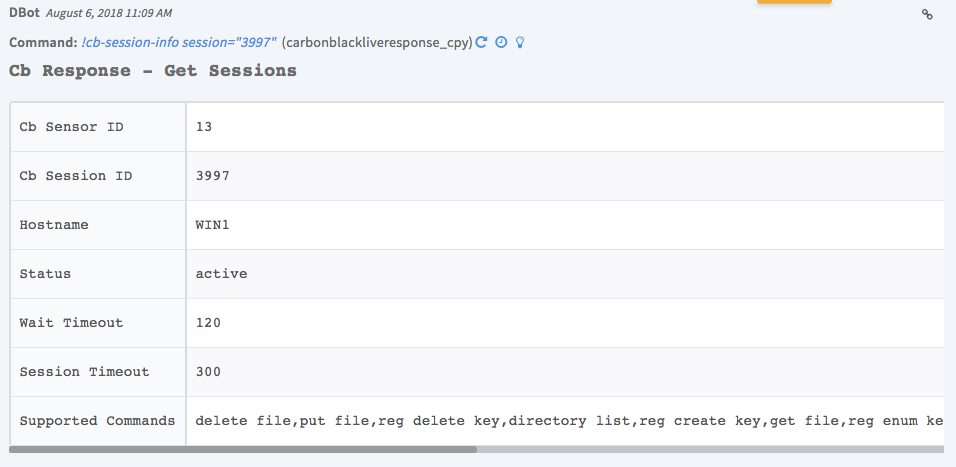 DBot August 6, 2018 11:09 AM
Command: !cb-session-info session="3997" (carbonblackliveresponse_cpy)
Cb Response - Get Sessions
Cb Sensor ID 13
Cb Session ID 3997
Hostname WIN1
Status active
Wait Timeout 120
Session Timeout 300
Supported Commands delete file,put file,reg delete key,directory list,reg create key,get file,reg enum ke